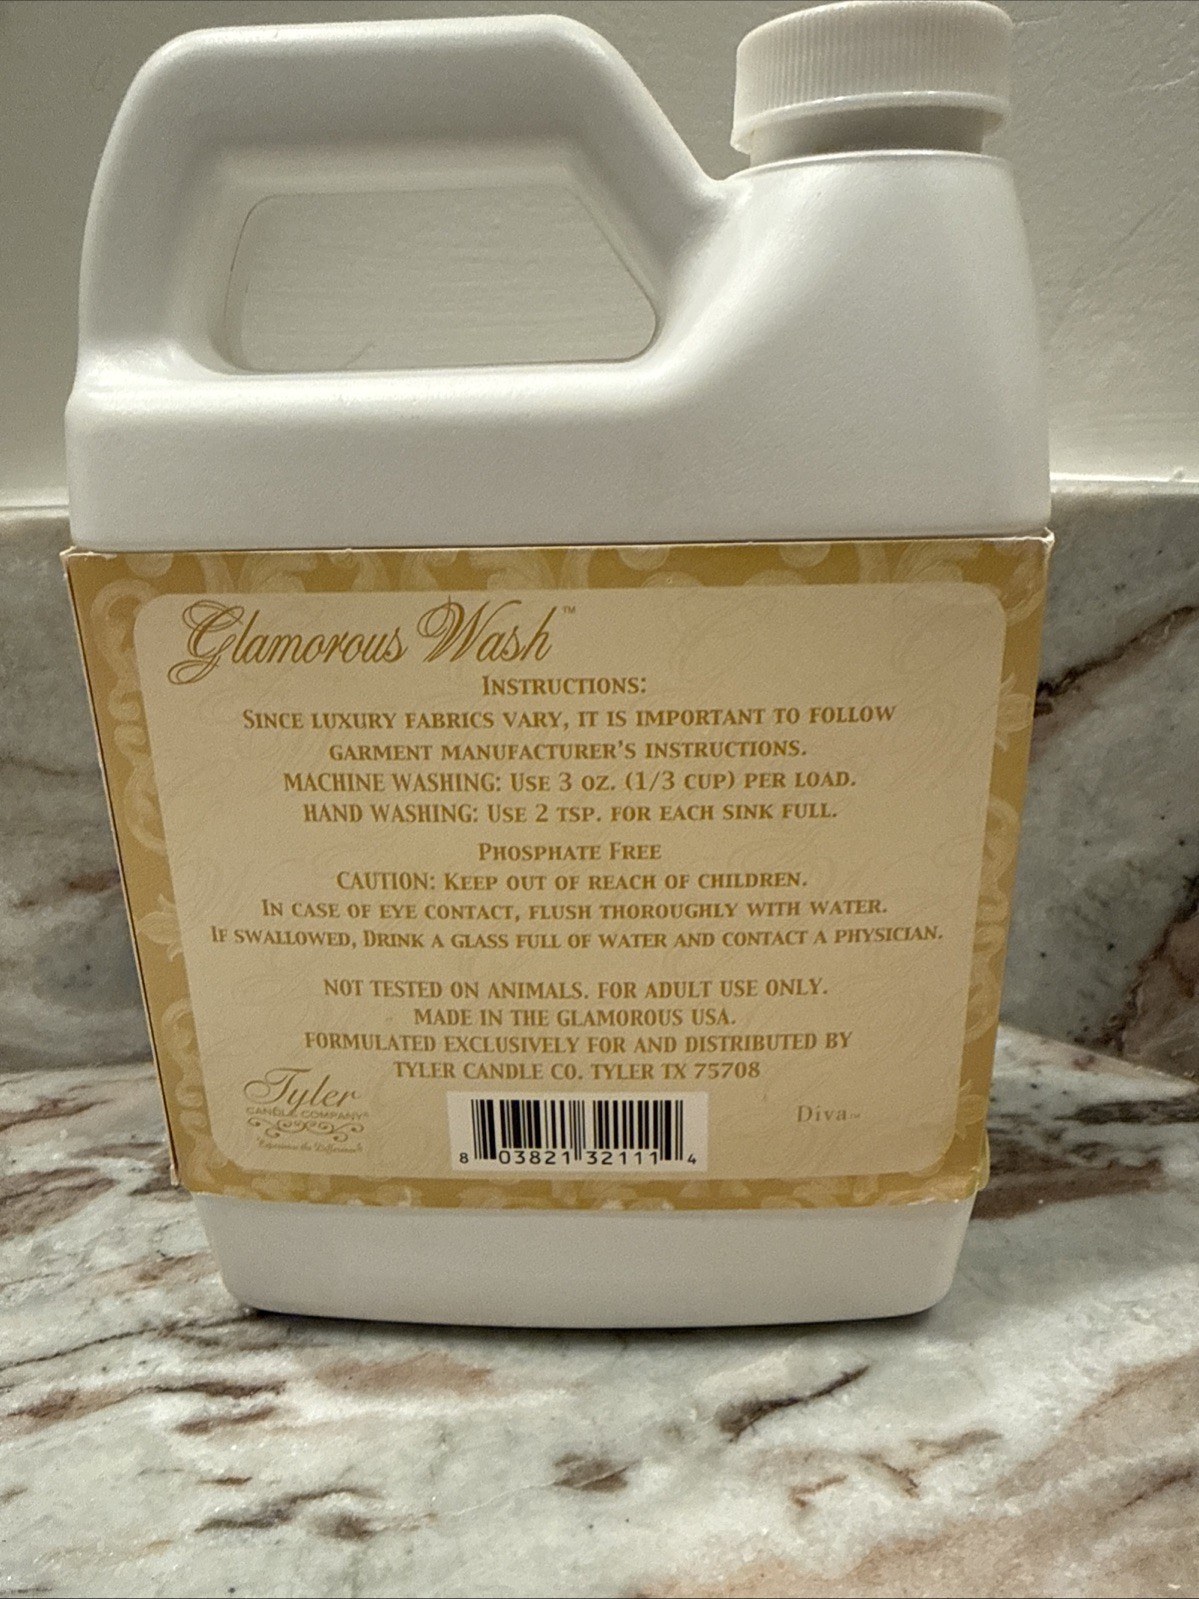 Glamorous Wash™
INSTRUCTIONS:
SINCE LUXURY FABRICS VARY, IT IS IMPORTANT TO FOLLOW
GARMENT MANUFACTURER'S INSTRUCTIONS.
MACHINE WASHING: USE 3 OZ. (1/3 CUP) PER LOAD.
HAND WASHING: USE 2 TSP. FOR EACH SINK FULL.
PHOSPHATE FREE
CAUTION: KEEP OUT OF REACH OF CHILDREN.
IN CASE OF EYE CONTACT, FLUSH THOROUGHLY WITH WATER.
IF SWALLOWED, DRINK A GLASS FULL OF WATER AND CONTACT A PHYSICIAN.
NOT TESTED ON ANIMALS. FOR ADULT USE ONLY.
MADE IN THE GLAMOROUS USA.
FORMULATED EXCLUSIVELY FOR AND DISTRIBUTED BY
TYLER CANDLE CO. TYLER TX 75708
Tyler
CANDLE COMPANY®
"Experience the Difference"®
8 03821 32111 4
Diva™